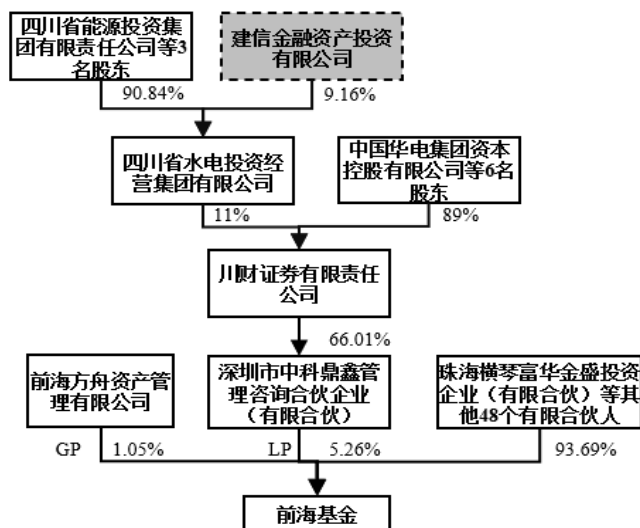 四川省能源投资集
团有限责任公司等3
名股东
建信金融资产投资
有限公司
90.84%
9.16%
四川省水电投资经
营集团有限公司
中国华电集团资本
控股有限公司等6名
股东
11%
89%
川财证券有限责任
公司
66.01%
前海方舟资产管
理有限公司
深圳市中科鼎鑫管
理咨询合伙企业
（有限合伙）
珠海横琴富华金盛投资
企业（有限合伙）等其
他48个有限合伙人
GP
1.05%
LP
5.26%
93.69%
前海基金